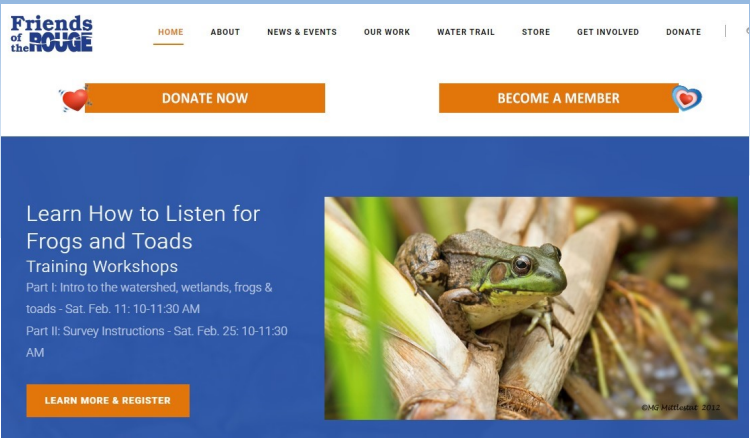 Friends
of
the ROUGE
HOME ABOUT NEWS & EVENTS OUR WORK WATER TRAIL STORE GET INVOLVED DONATE
DONATE NOW
BECOME A MEMBER
Learn How to Listen for
Frogs and Toads
Training Workshops
Part I: Intro to the watershed, wetlands, frogs &
toads - Sat. Feb. 11: 10-11:30 AM
Part II: Survey Instructions - Sat. Feb. 25: 10-11:30
AM
LEARN MORE & REGISTER
©MG 2012